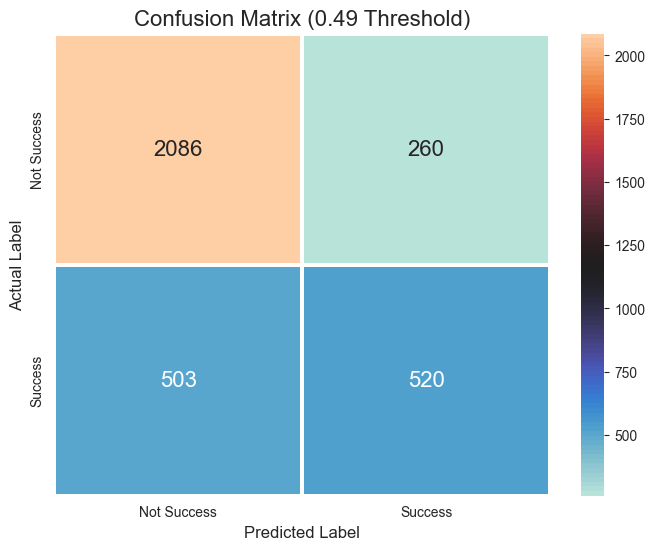 Confusion Matrix (0.49 Threshold)
Actual Label
Not Success
Success
2086
260
503
520
Not Success
Success
Predicted Label
2000
1750
1500
1250
1000
750
500